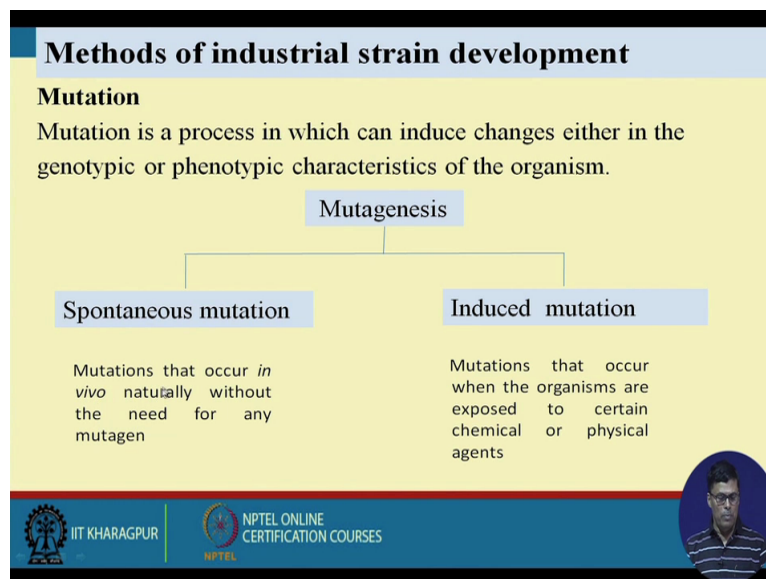 Methods of industrial strain development
Mutation
Mutation is a process in which can induce changes either in the
genotypic or phenotypic characteristics of the organism.
Mutagenesis
Spontaneous mutation
Mutations that occur in
vivo naturally without
the need for any
mutagen
Induced mutation
Mutations that occur
when the organisms are
exposed to certain
chemical or physical
agents
IIT KHARAGPUR
NPTEL
NPTEL ONLINE
CERTIFICATION COURSES